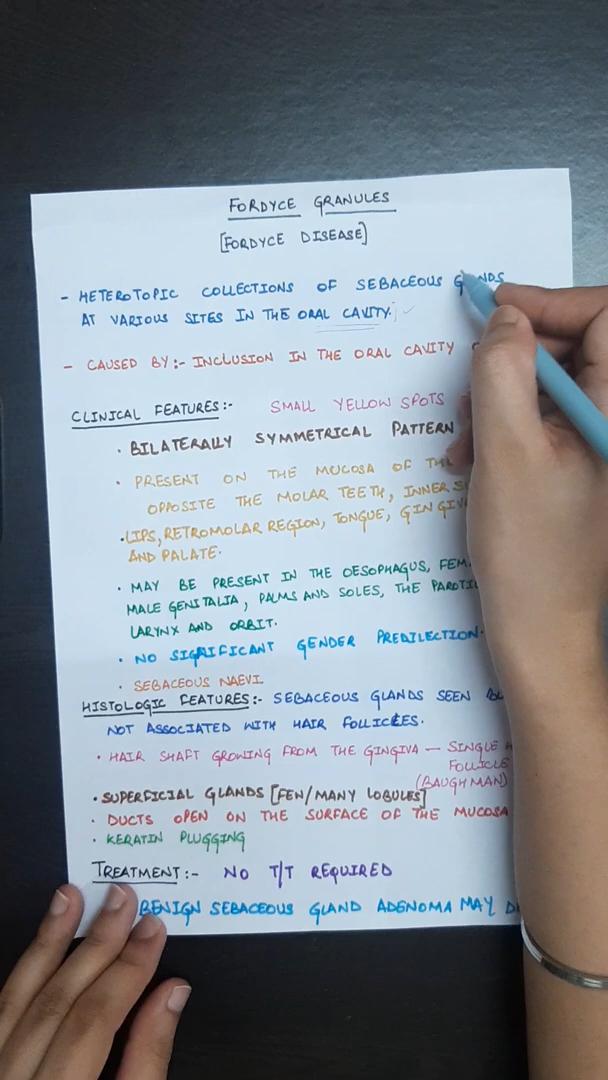 FORDYCE GRANULES
[FORDYCE DISEASE]
- HETEROTOPIC COLLECTIONS OF SEBACEOUS GLANDS
AT VARIOUS SITES IN THE ORAL CAVITY.
- CAUSED BY:- INCLUSION IN THE ORAL CAVITY
CLINICAL FEATURES:- SMALL YELLOW SPOTS
• BILATERALLY SYMMETRICAL PATTERN
• PRESENT ON THE MUCOSA OF THE
OPPOSITE THE MOLAR TEETH, INNER
• LIPS, RETROMOLAR REGION, TONGUE,
AND PALATE.
• MAY BE PRESENT IN THE OESOPHAGUS,
MALE GENITALIA, PALMS AND SOLES, THE
LARYNX AND ORBIT.
• NO SIGNIFICANT GENDER PREDILECTION.
• SEBACEOUS NAEVI
HISTOLOGIC FEATURES:- SEBACEOUS GLANDS SEEN
NOT ASSOCIATED WITH HAIR FOLLICLES.
• HAIR SHAFT GROWING FROM THE GINGIVA - SINGLE
FOLLICLE
(BAUGHMAN)
• SUPERFICIAL GLANDS [FEW/MANY LOBULES]
• DUCTS OPEN ON THE SURFACE OF THE MUCOSA
• KERATIN PLUGGING
TREATMENT:- NO T/T REQUIRED
BENIGN SEBACEOUS GLAND ADENOMA MAY